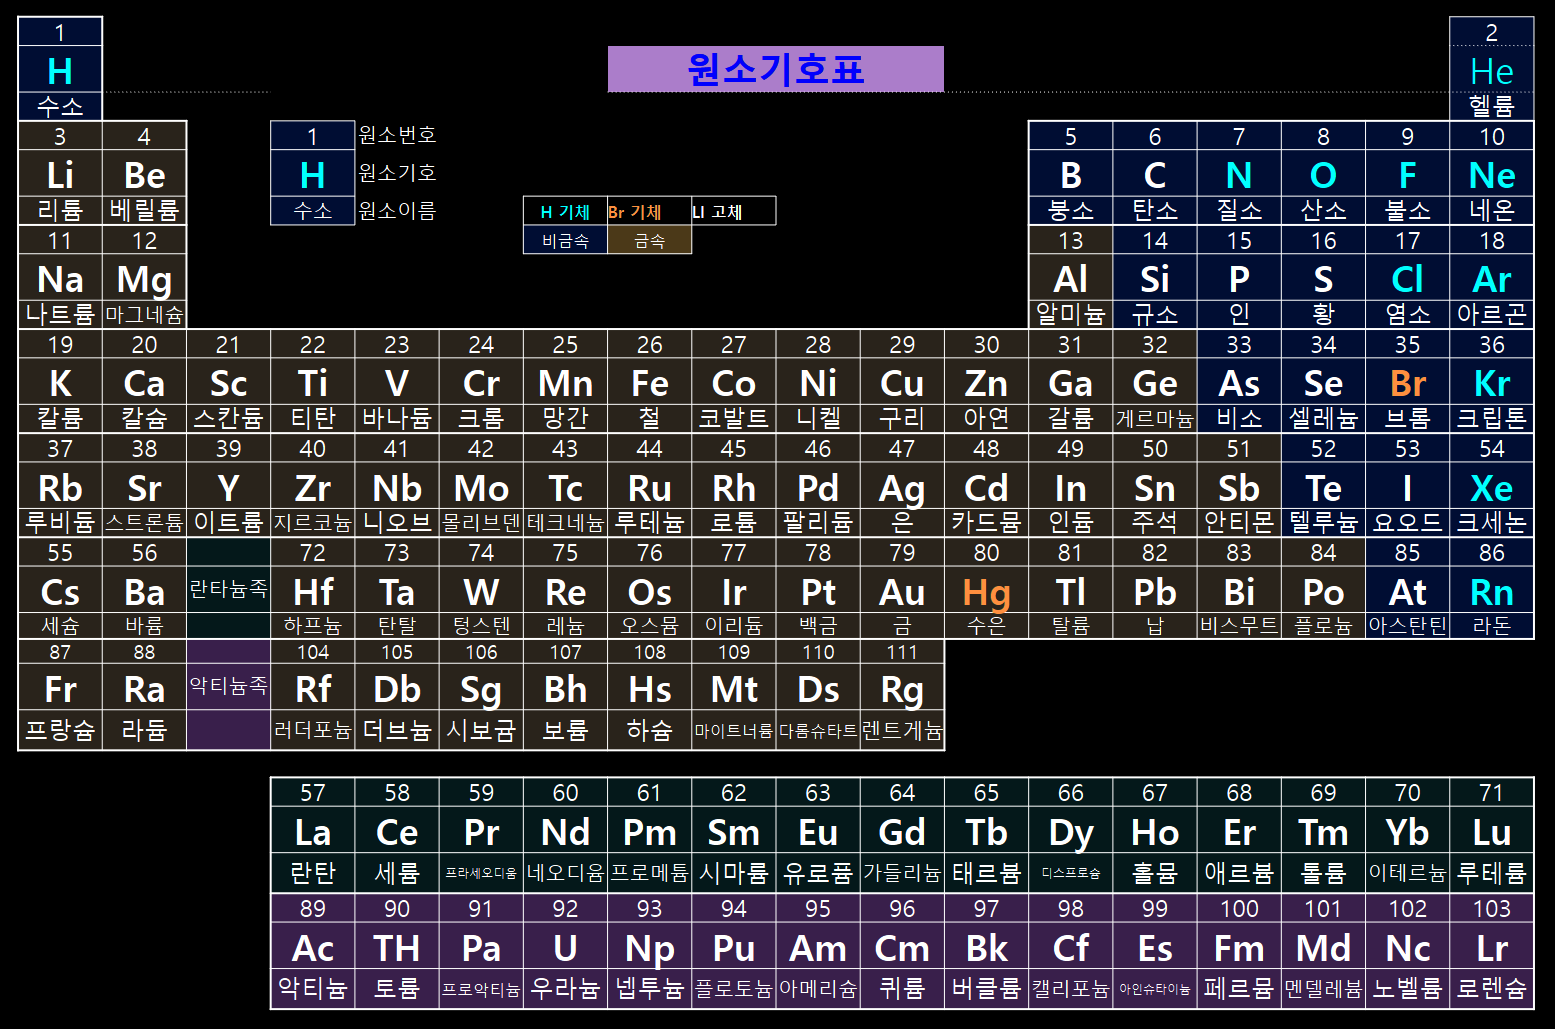 1 2
원소기호표
H He
수소 헬륨
3 4 1 원소번호 5 6 7 8 9 10
Li Be H 원소기호 B C N O F Ne
리튬 베릴륨 수소 원소이름 H 기체 Br 기체 LI 고체 붕소 탄소 질소 산소 불소 네온
11 12 비금속 금속 13 14 15 16 17 18
Na Mg Al Si P S Cl Ar
나트륨 마그네슘 알미늄 규소 인 황 염소 아르곤
19 20 21 22 23 24 25 26 27 28 29 30 31 32 33 34 35 36
K Ca Sc Ti V Cr Mn Fe Co Ni Cu Zn Ga Ge As Se Br Kr
칼륨 칼슘 스칸듐 티탄 바나듐 크롬 망간 철 코발트 니켈 구리 아연 갈륨 게르마늄 비소 셀레늄 브롬 크립톤
37 38 39 40 41 42 43 44 45 46 47 48 49 50 51 52 53 54
Rb Sr Y Zr Nb Mo Tc Ru Rh Pd Ag Cd In Sn Sb Te I Xe
루비듐 스트론튬 이트륨 지르코늄 니오브 몰리브덴 테크네늄 루테늄 로튬 팔리듐 은 카드뮴 인듐 주석 안티몬 텔루늄 요오드 크세논
55 56 72 73 74 75 76 77 78 79 80 81 82 83 84 85 86
Cs Ba 란타늄족 Hf Ta W Re Os Ir Pt Au Hg Tl Pb Bi Po At Rn
세슘 바륨 하프늄 탄탈 텅스텐 레늄 오스뮴 이리듐 백금 금 수은 탈륨 납 비스무트 플로늄 아스탄틴 라돈
87 88 104 105 106 107 108 109 110 111
Fr Ra 악티늄족 Rf Db Sg Bh Hs Mt Ds Rg
프랑슘 라듐 러더포늄 더브늄 시보귬 보륨 하슘 마이트너륨 다롬슈타트 렌트게늄
57 58 59 60 61 62 63 64 65 66 67 68 69 70 71
La Ce Pr Nd Pm Sm Eu Gd Tb Dy Ho Er Tm Yb Lu
란탄 세륨 프라세오디움 네오디움 프로메튬 시마륨 유로퓸 가들리늄 태르븀 디스프로슘 홀뮴 애르븀 톨륨 이테르늄 루테륨
89 90 91 92 93 94 95 96 97 98 99 100 101 102 103
Ac TH Pa U Np Pu Am Cm Bk Cf Es Fm Md Nc Lr
악티늄 토륨 프로악티늄 우라늄 넵투늄 플로토늄 아메리슘 퀴륨 버클륨 캘리포늄 아인슈타이늄 페르뮴 멘델레븀 노벨륨 로렌슘